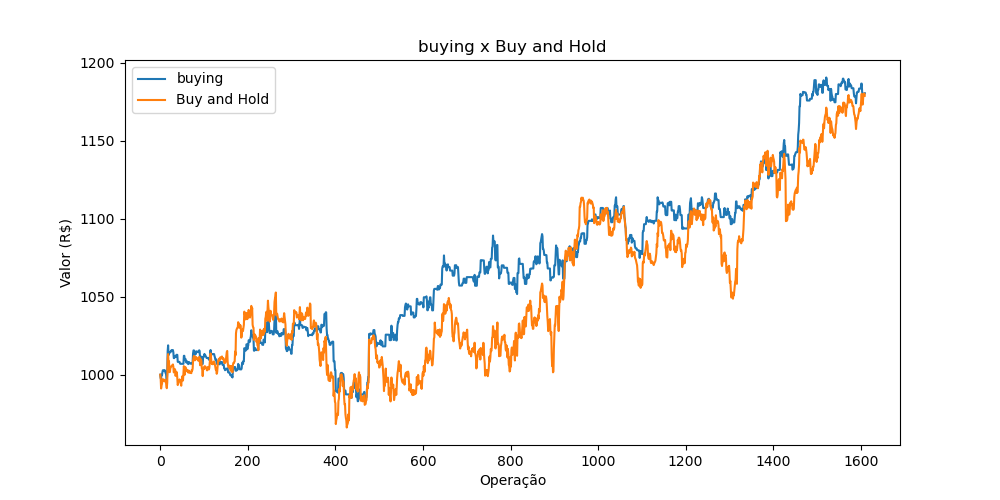 buying x Buy and Hold
buying
Buy and Hold
1200
1150
1100
1050
1000
Valor (R$)
0 200 400 600 800 1000 1200 1400 1600
Operação